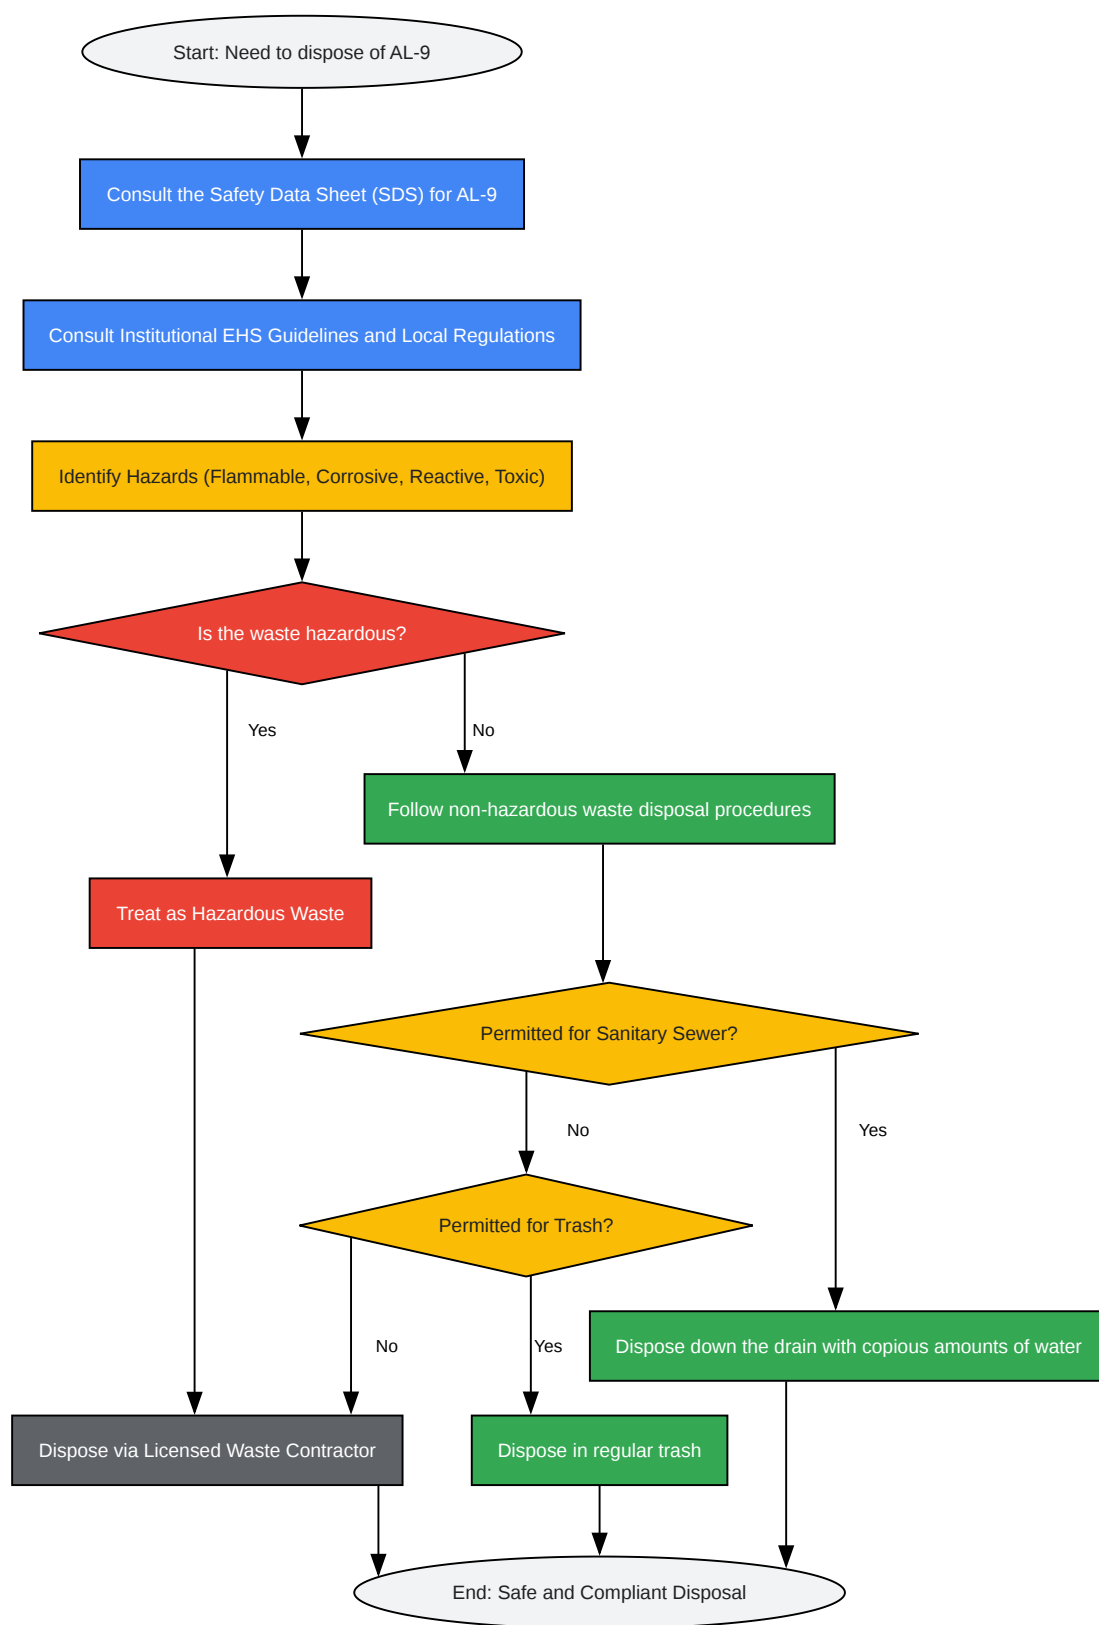 Start: Need to dispose of AL-9
Consult the Safety Data Sheet (SDS) for AL-9
Consult Institutional EHS Guidelines and Local Regulations
Identify Hazards (Flammable, Corrosive, Reactive, Toxic)
Is the waste hazardous?
Yes
No
Follow non-hazardous waste disposal procedures
Treat as Hazardous Waste
Permitted for Sanitary Sewer?
No
Yes
Permitted for Trash?
No
Yes
Dispose down the drain with copious amounts of water
Dispose via Licensed Waste Contractor
Dispose in regular trash
End: Safe and Compliant Disposal